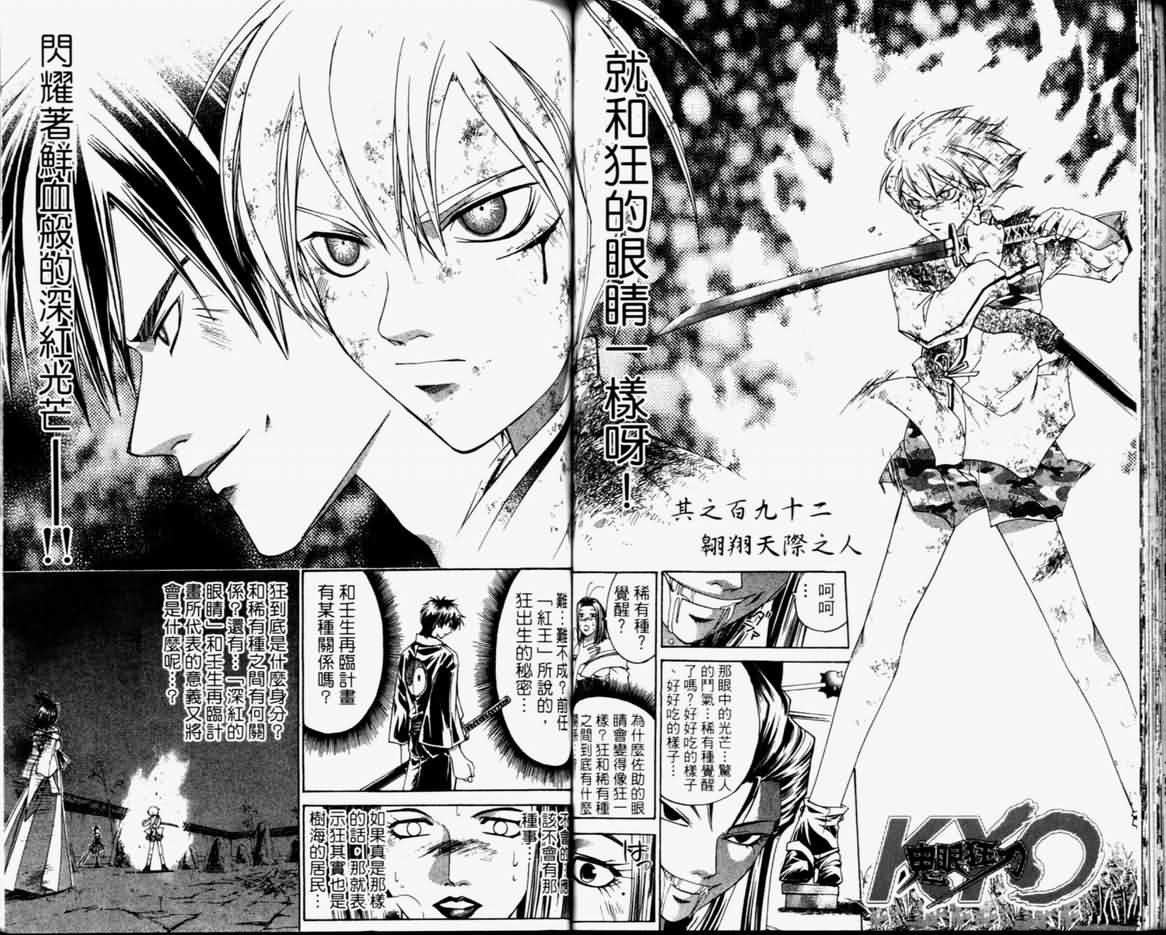 就和狂的眼睛一樣呀！
閃耀著鮮血般的深紅光芒——!!
其之百九十二
翱翔天際之人
KYO
鬼眼狂刀
呵呵
…
那眼中的光芒…驚人
的鬥氣…稀有種覺醒
了嗎？好好吃的樣子
、好好吃的樣子…
稀有種？
覺醒？
為什麼佐助的眼
睛會變得像狂一
樣？狂和稀有種
之間到底有什麼
難…難不成？前任
「紅王」所說的，
狂出生的秘密…
和壬生再臨計畫
有某種關係嗎？
該不會有那
種事…
如果真是那樣
的話。那就表
示狂其實也是
樹海的居民…
狂到底是什麼身分？
和稀有種之間有何關
係？還有…「深紅的
眼睛」和壬生再臨計
畫所代表的意義又將
會是什麼呢…？